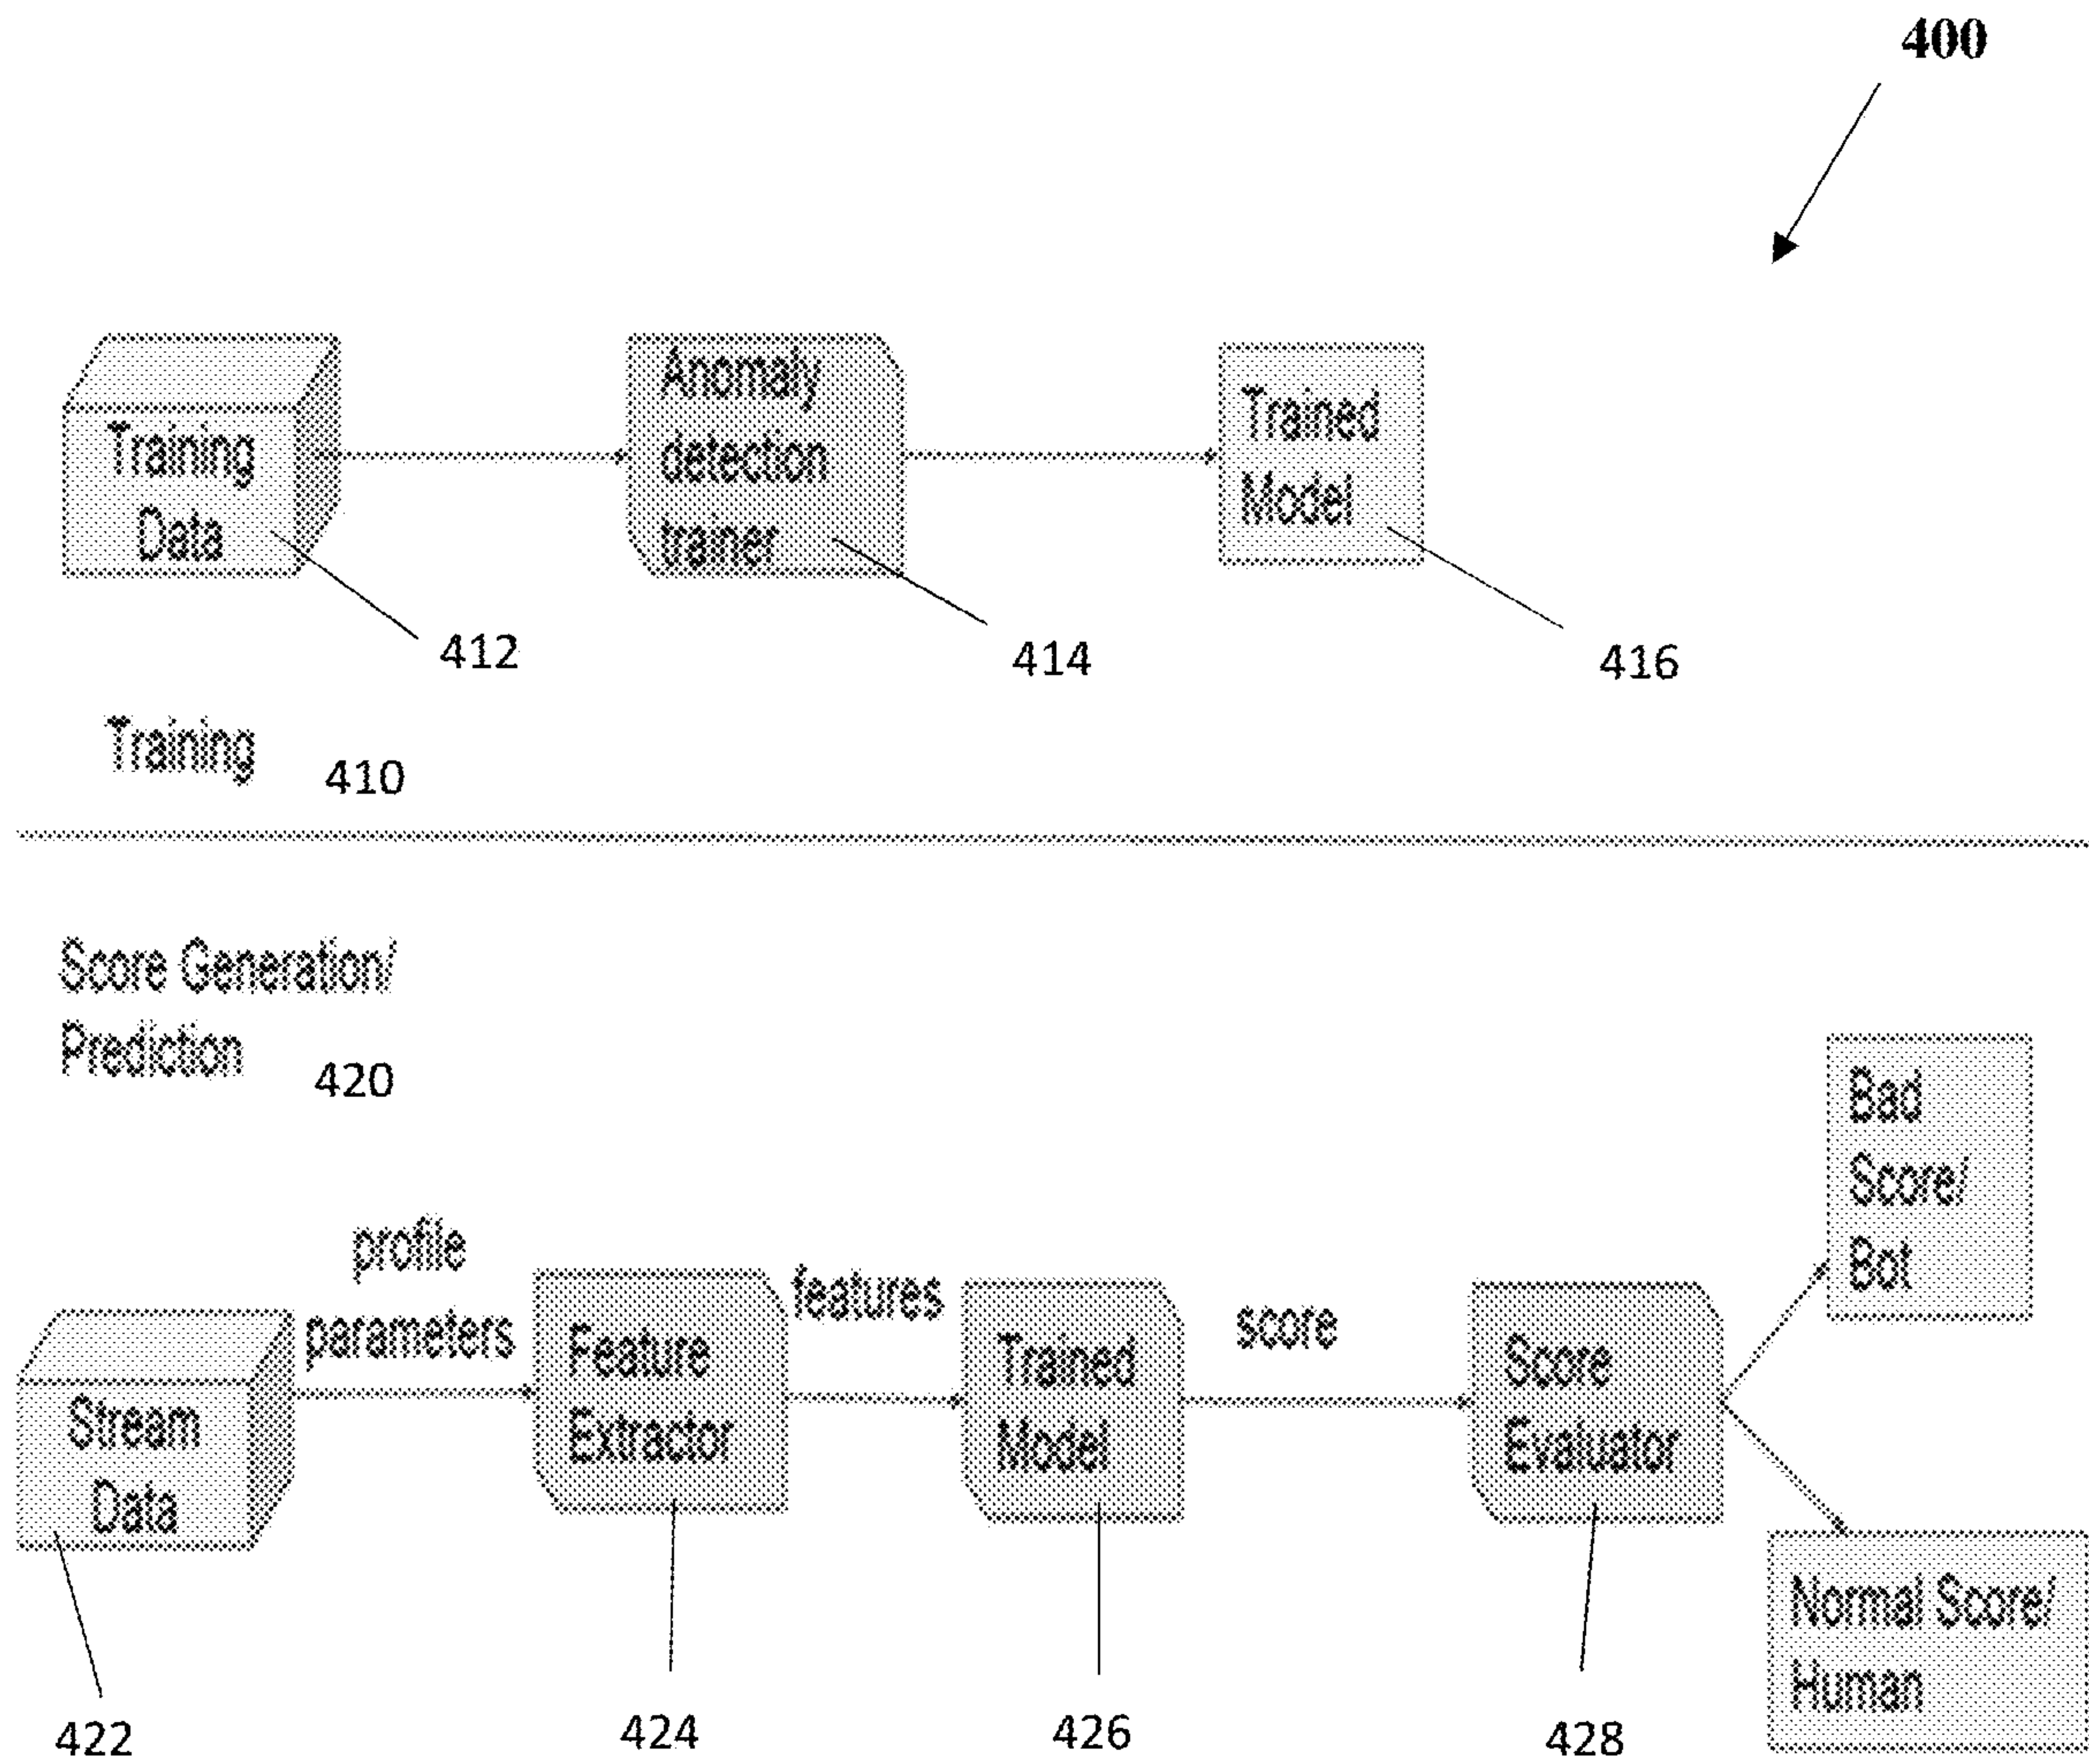 400
Training
Data
412
Anomaly
detection
trainer
414
Trained
Model
416
Training
410
Score Generation/
Prediction
420
Stream
Data
422
profile
parameters
Feature
Extractor
424
features
Trained
Model
426
score
Score
Evaluator
428
Bad
Score/
Bot
Normal Score/
Human